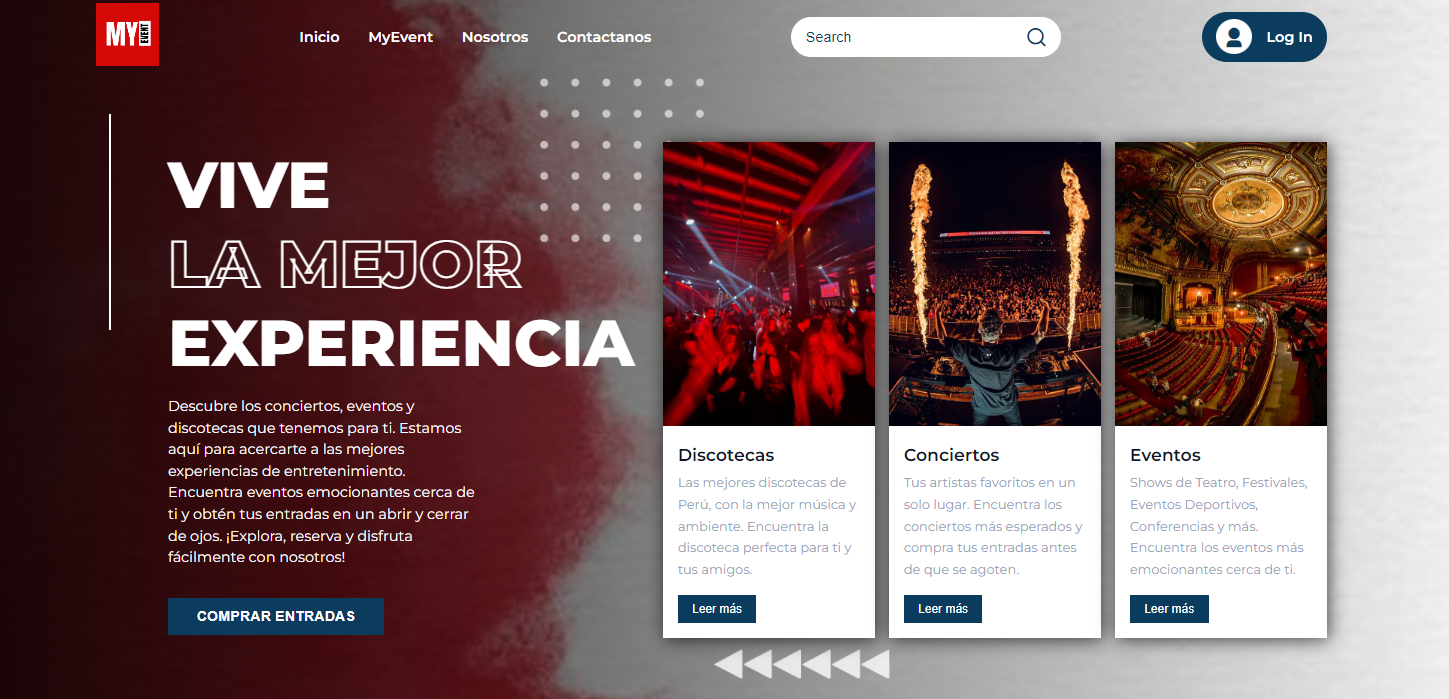 MY EVENT
Inicio
MyEvent
Nosotros
Contactanos
Search
Log In
VIVE
LA MEJOR
EXPERIENCIA
Descubre los conciertos, eventos y
discotecas que tenemos para ti. Estamos
aquí para acercarte a las mejores
experiencias de entretenimiento.
Encuentra eventos emocionantes cerca de
ti y obtén tus entradas en un abrir y cerrar
de ojos. ¡Explora, reserva y disfruta
fácilmente con nosotros!
COMPRAR ENTRADAS
Discotecas
Las mejores discotecas de
Perú, con la mejor música y
ambiente. Encuentra la
discoteca perfecta para ti y
tus amigos.
Leer más
Conciertos
Tus artistas favoritos en un
solo lugar. Encuentra los
conciertos más esperados y
compra tus entradas antes
de que se agoten.
Leer más
Eventos
Shows de Teatro, Festivales,
Eventos Deportivos,
Conferencias y más.
Encuentra los eventos más
emocionantes cerca de ti.
Leer más